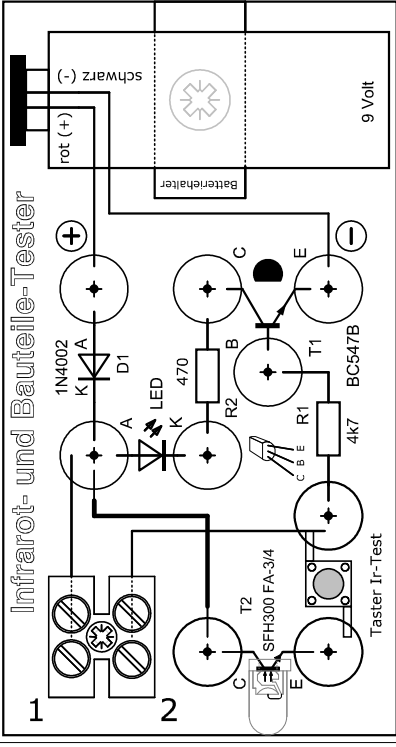 schwarz (-)
rot (+)
9 Volt
Batteriehalter
Infrarot- und Bauteile-Tester
+
-
C
E
B
T1
BC547B
1N4002
A
K
D1
470
R2
LED
A
K
R1
4k7
E
B
C
T2
SFH300 FA-3/4
C
E
Taster Ir-Test
1
2